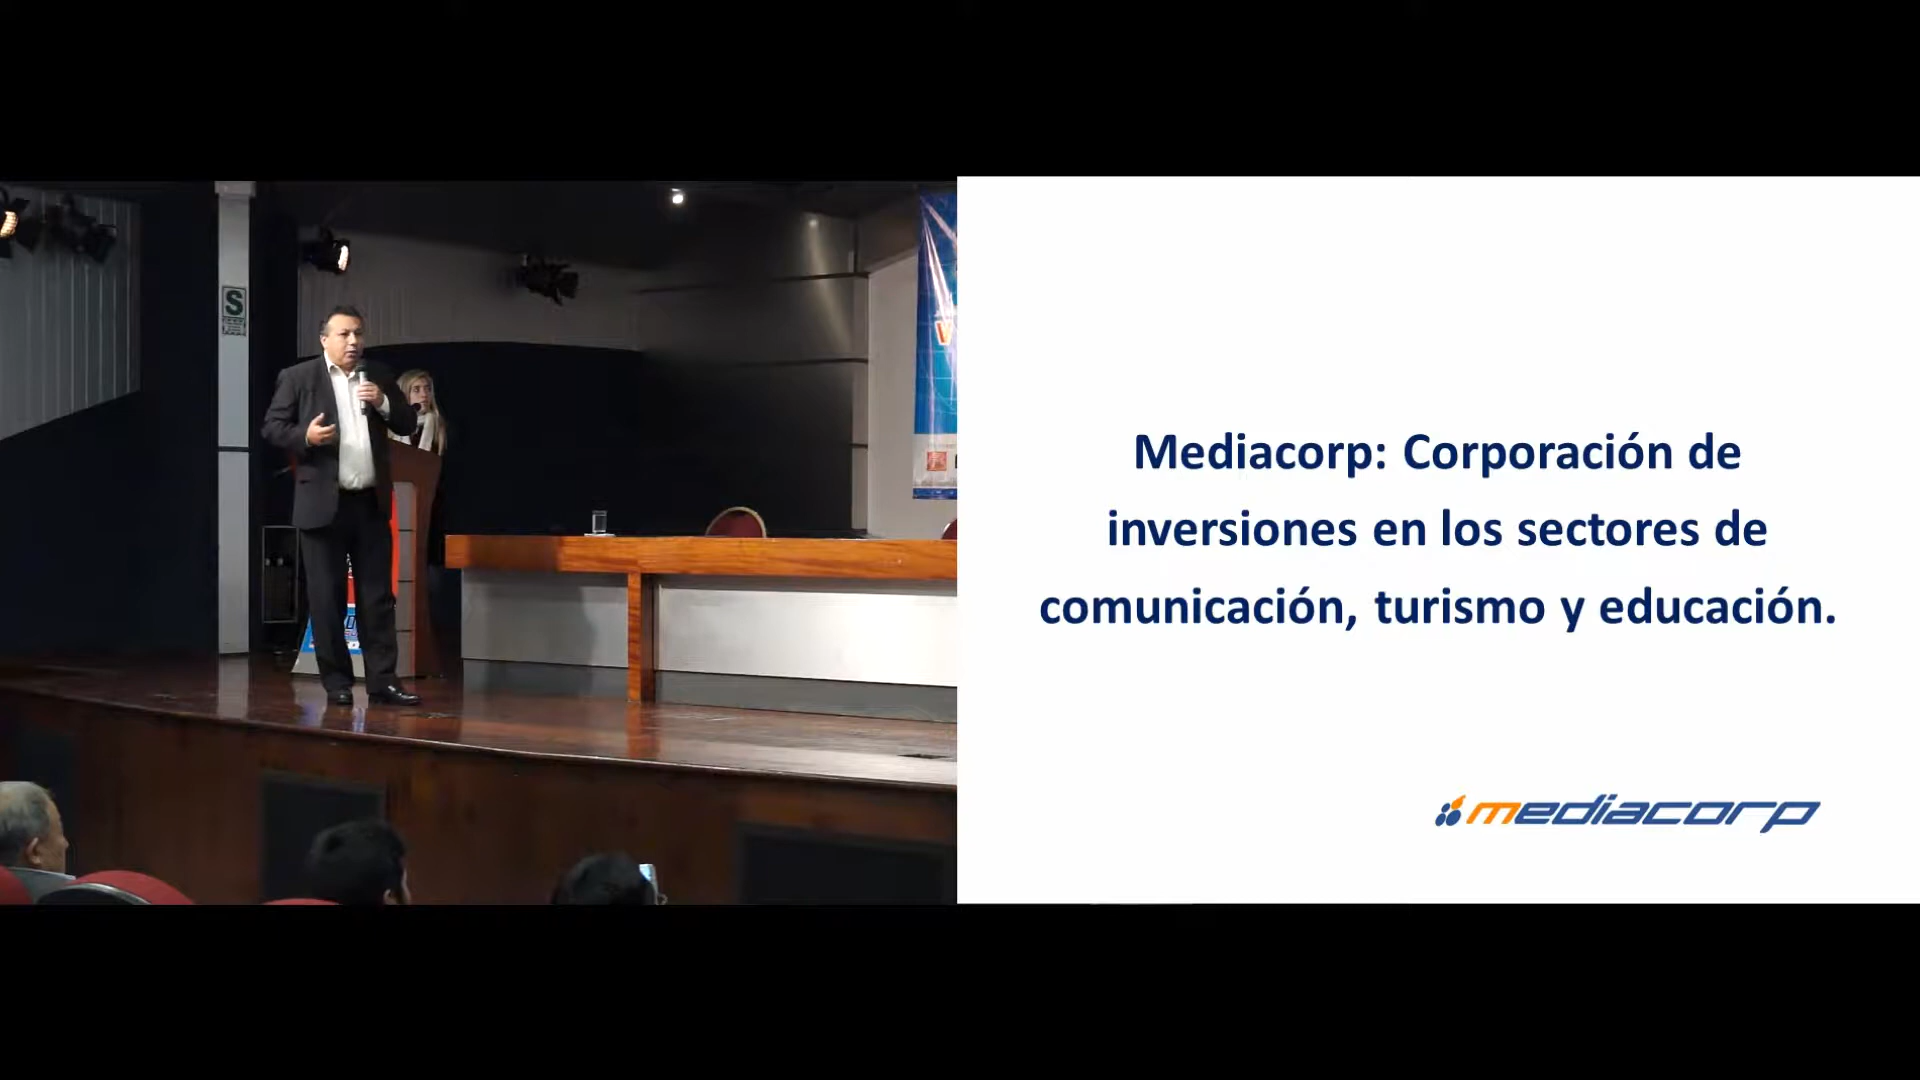 S
Mediacorp: Corporación de
inversiones en los sectores de
comunicación, turismo y educación.
mediacorp